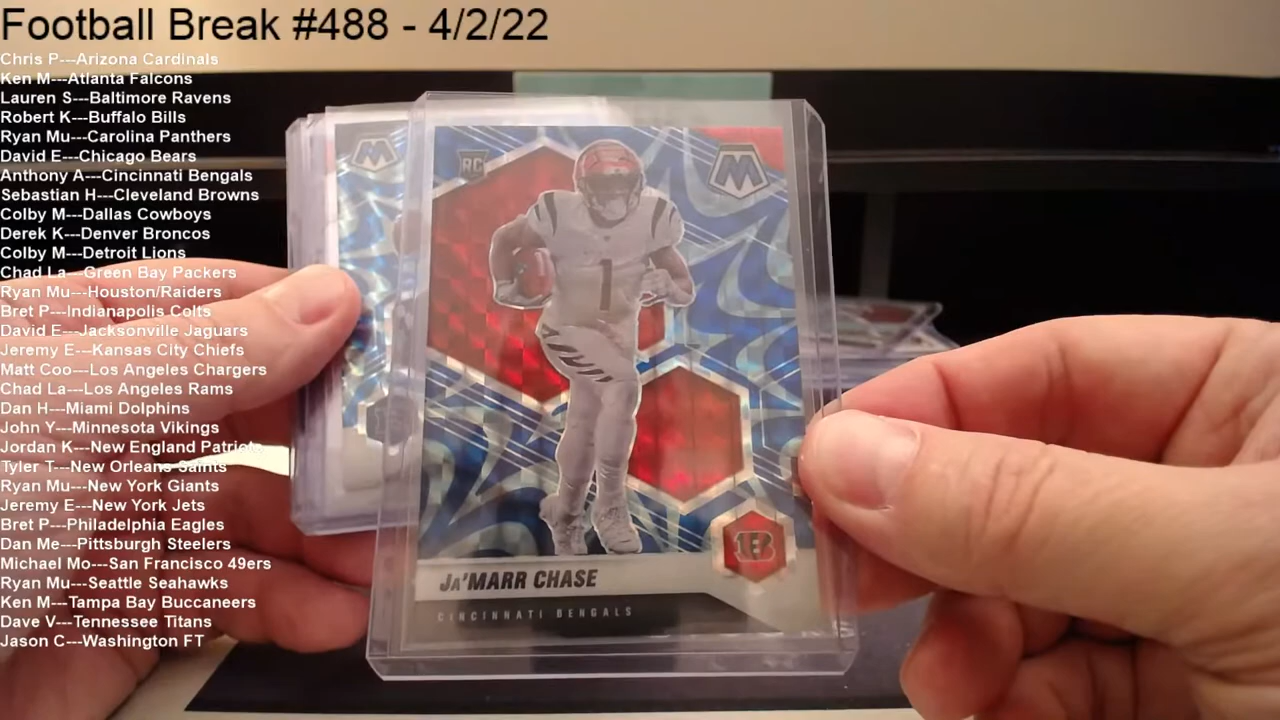 Football Break #488 - 4/2/22
Chris P---Arizona Cardinals
Ken M---Atlanta Falcons
Lauren S---Baltimore Ravens
Robert K---Buffalo Bills
Ryan Mu---Carolina Panthers
David E---Chicago Bears
Anthony A---Cincinnati Bengals
Sebastian H---Cleveland Browns
Colby M---Dallas Cowboys
Derek K---Denver Broncos
Colby M---Detroit Lions
Chad La---Green Bay Packers
Ryan Mu---Houston/Raiders
Bret P---Indianapolis Colts
David E---Jacksonville Jaguars
Jeremy E---Kansas City Chiefs
Matt Coo---Los Angeles Chargers
Chad La---Los Angeles Rams
Dan H---Miami Dolphins
John Y---Minnesota Vikings
Jordan K---New England Patriots
Tyler T---New Orleans Saints
Ryan Mu---New York Giants
Jeremy E---New York Jets
Bret P---Philadelphia Eagles
Dan Me---Pittsburgh Steelers
Michael Mo---San Francisco 49ers
Ryan Mu---Seattle Seahawks
Ken M---Tampa Bay Buccaneers
Dave V---Tennessee Titans
Jason C---Washington FT
M
RC
M
1
B
JA'MARR CHASE
CINCINNATI BENGALS